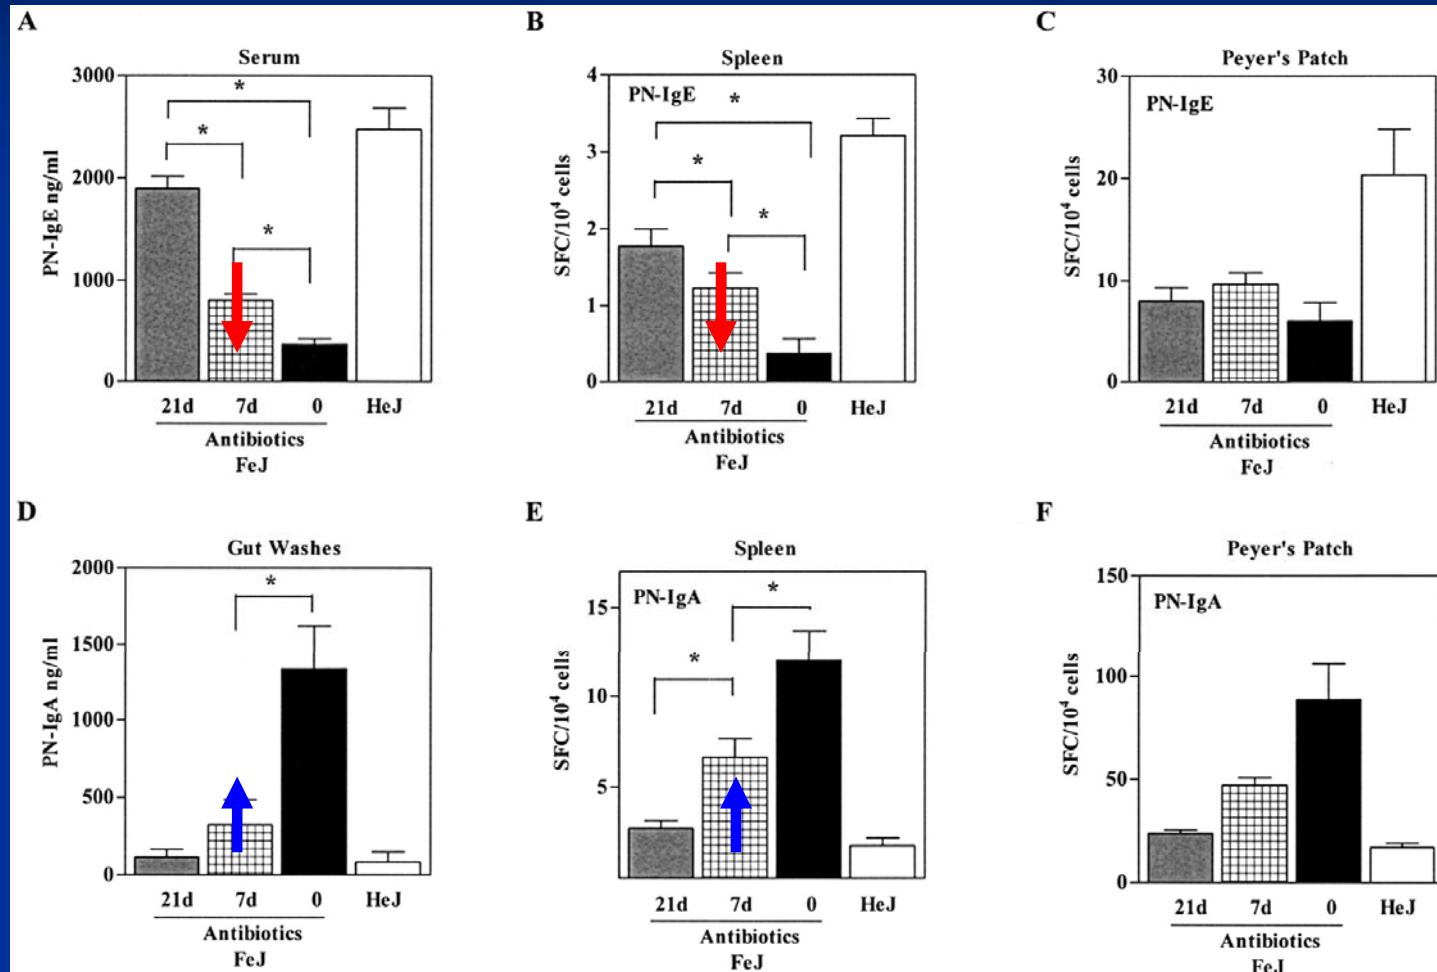 A
Serum
PN-IgE ng/ml
3000
2000
1000
0
*
*
*
21d 7d 0 HeJ
Antibiotics
FeJ
B
Spleen
PN-IgE
SFC/10⁴ cells
4
3
2
1
0
*
*
*
21d 7d 0 HeJ
Antibiotics
FeJ
C
Peyer's Patch
PN-IgE
SFC/10⁴ cells
30
20
10
0
21d 7d 0 HeJ
Antibiotics
FeJ
D
Gut Washes
PN-IgA ng/ml
2000
1500
1000
500
0
*
21d 7d 0 HeJ
Antibiotics
FeJ
E
Spleen
PN-IgA
SFC/10⁴ cells
15
10
5
*
*
21d 7d 0 HeJ
Antibiotics
FeJ
F
Peyer's Patch
PN-IgA
SFC/10⁴ cells
150
100
50
0
21d 7d 0 HeJ
Antibiotics
FeJ